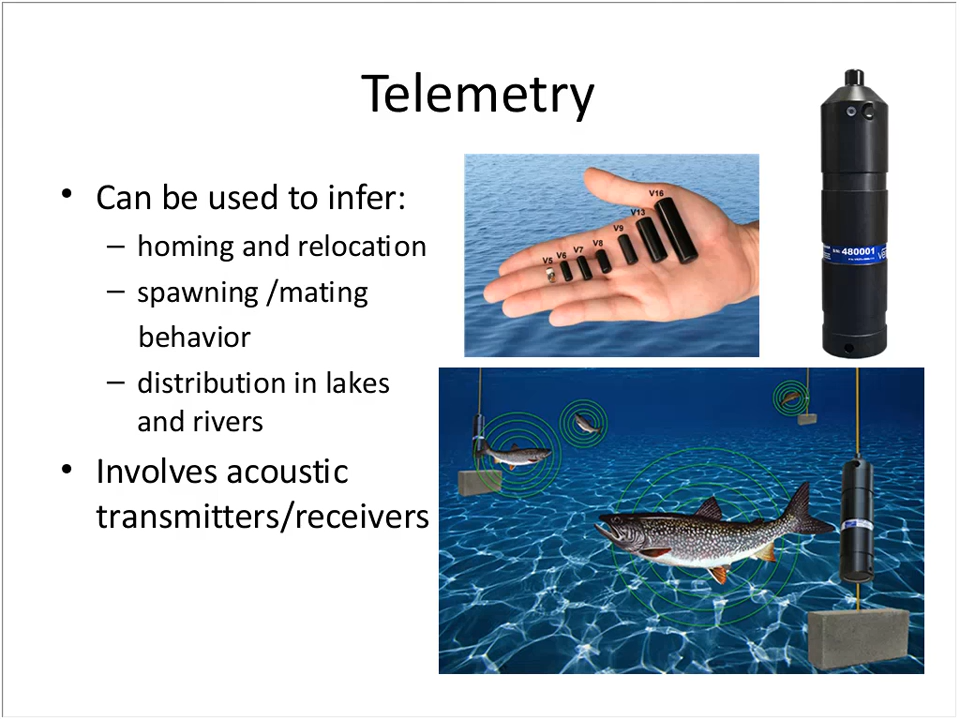 Telemetry
• Can be used to infer:
– homing and relocation
– spawning /mating
behavior
– distribution in lakes
and rivers
• Involves acoustic
transmitters/receivers
V5 V6 V7 V8 V9 V13 V16
480001